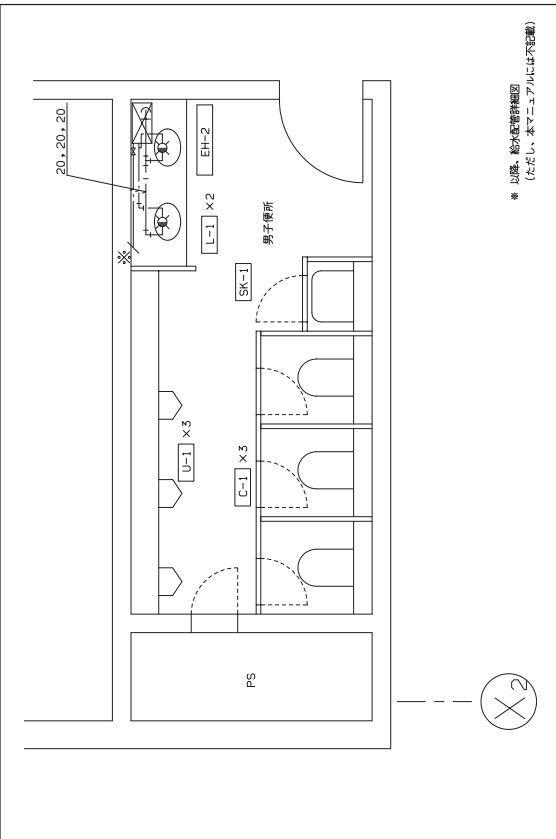 20,20,20
※
EH-2
L-1 ×2
男子便所
SK-1
U-1 ×3
C-1 ×3
PS
X2
※ 以降、給水配管詳細図
(ただし、本マニュアルには不記載)